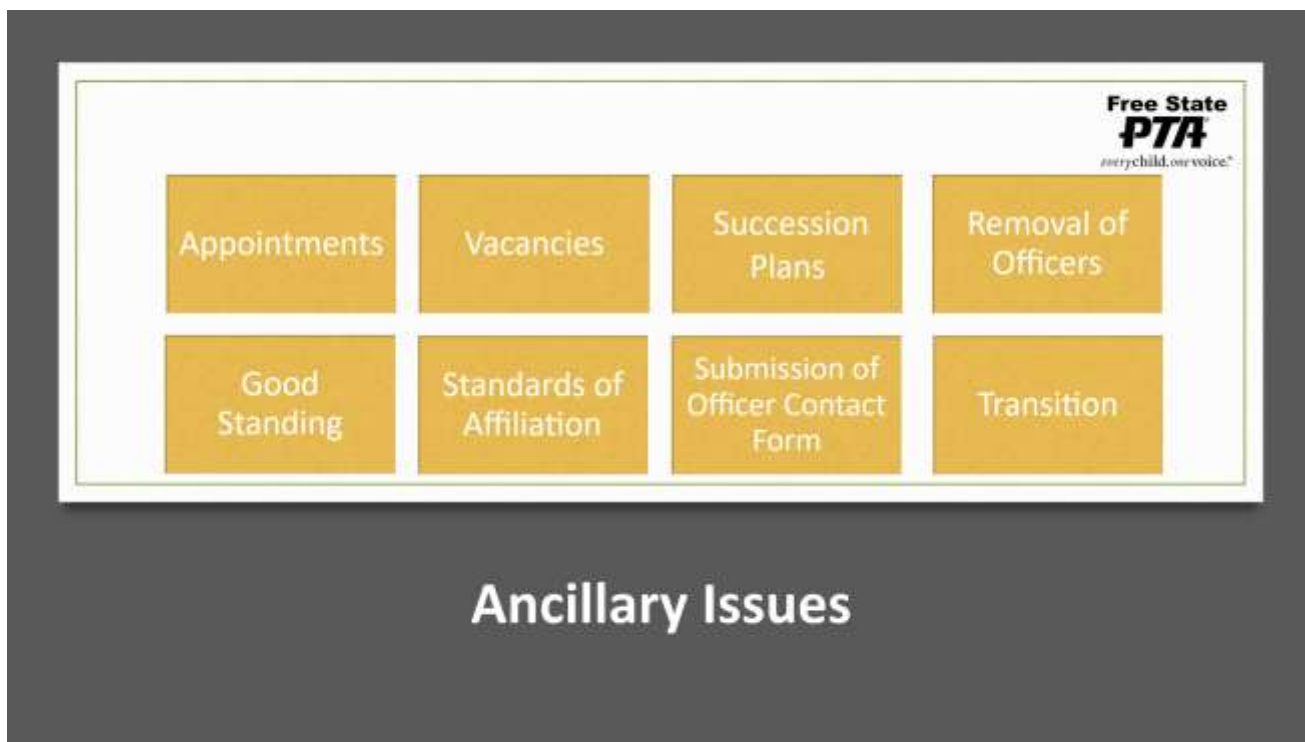 Free State
PTA
everychild.onevoice.®
Appointments
Vacancies
Succession
Plans
Removal of
Officers
Good
Standing
Standards of
Affiliation
Submission of
Officer Contact
Form
Transition
Ancillary Issues